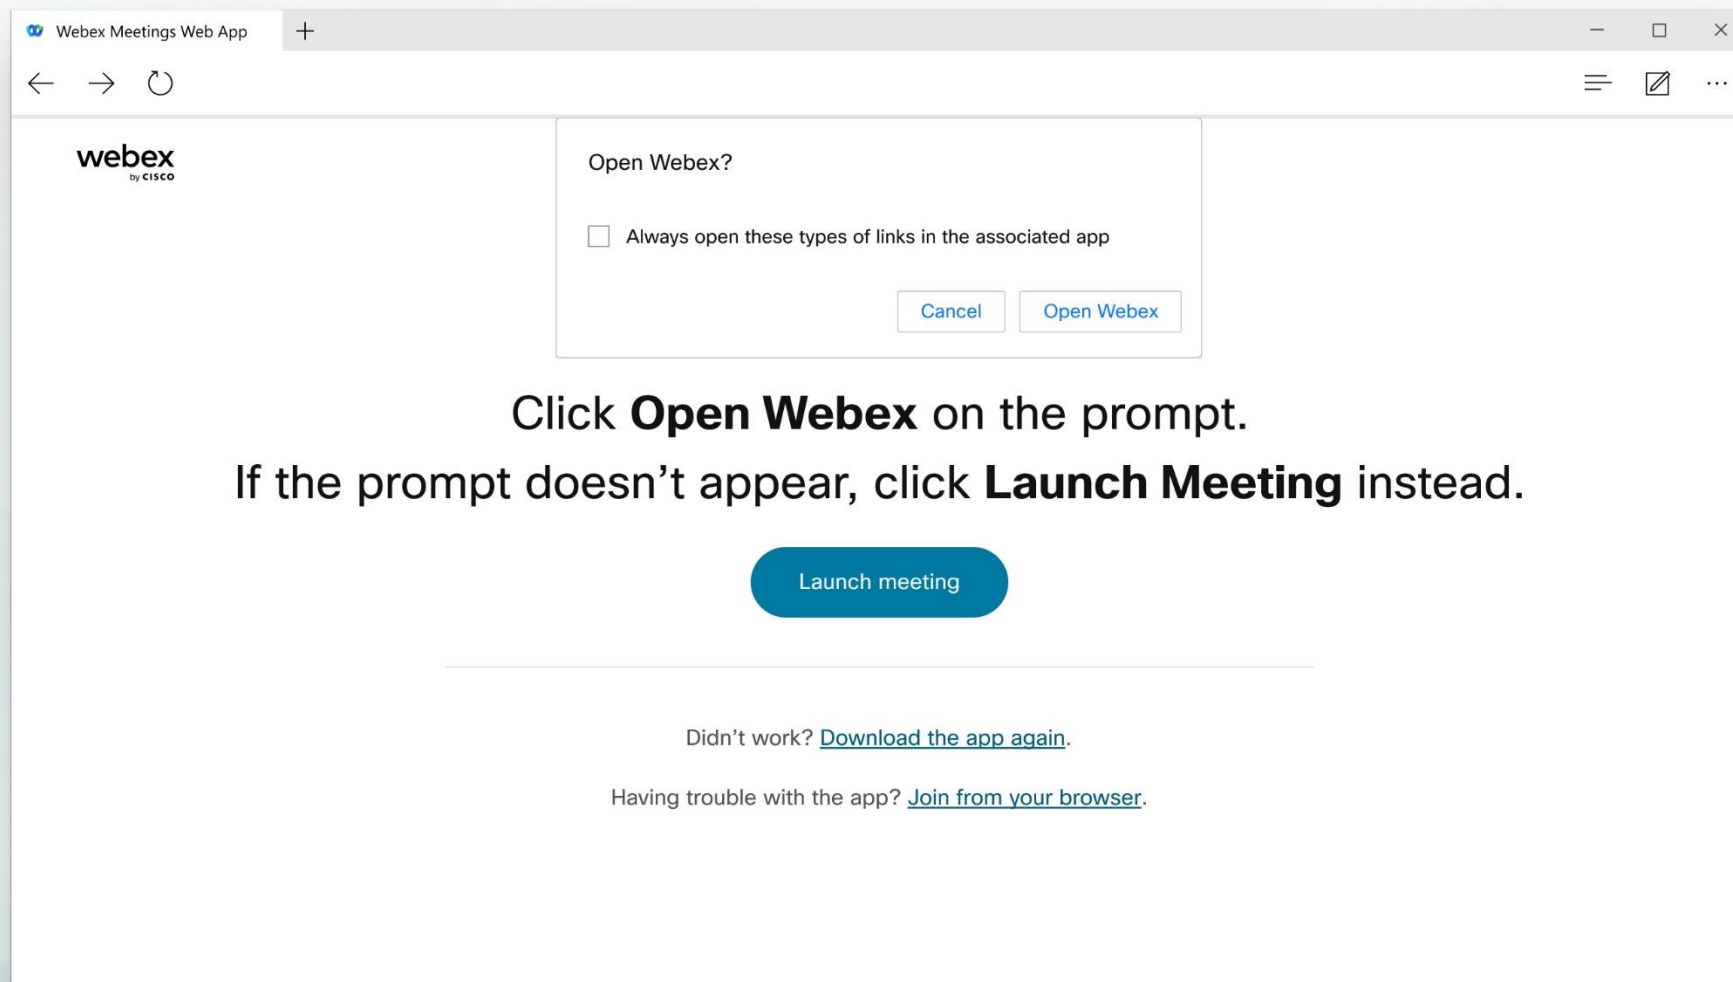 Webex Meetings Web App
webex
by CISCO
Open Webex?
Always open these types of links in the associated app
Cancel
Open Webex
Click Open Webex on the prompt.
If the prompt doesn’t appear, click Launch Meeting instead.
Launch meeting
Didn’t work? Download the app again.
Having trouble with the app? Join from your browser.